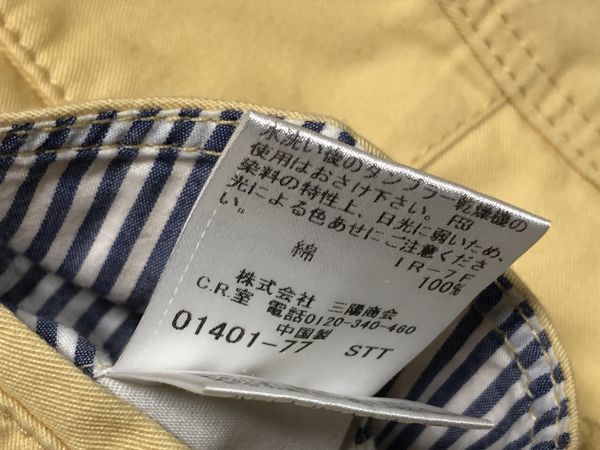 水洗い後のタンブラー乾燥機の
使用はおさけ下さい。F53
染料の特性上、日光に弱いため、
光による色あせにご注意くださ
い。 IR-7.F
綿 100%
株式会社 三陽商会
C.R.室 電話0120-340-460
中国製
01401-77 STT